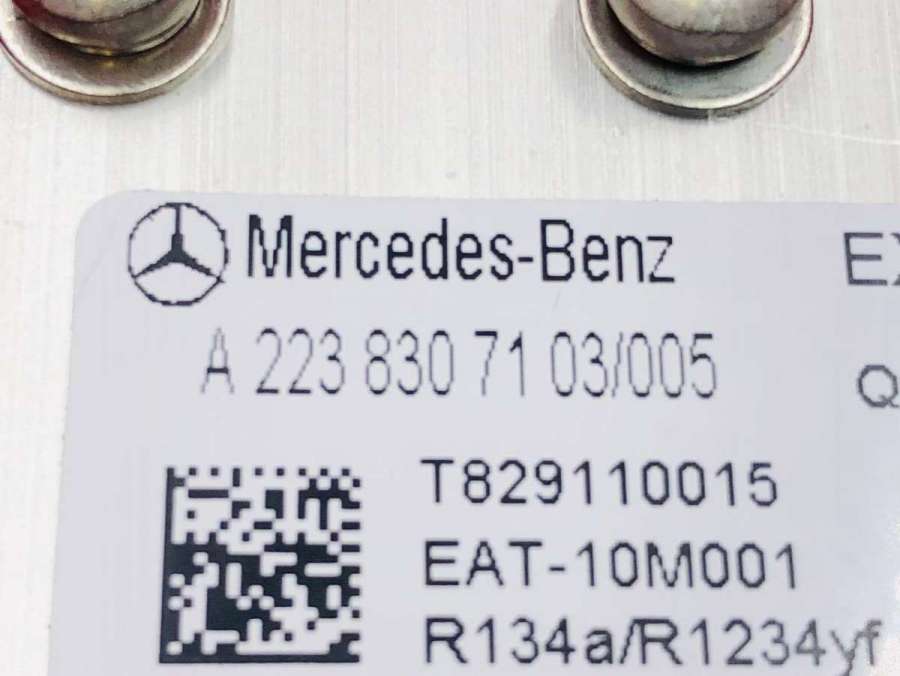 Mercedes-Benz
A 223 830 71 03/005
Q
T829110015
EAT-10M001
R134a/R1234yf